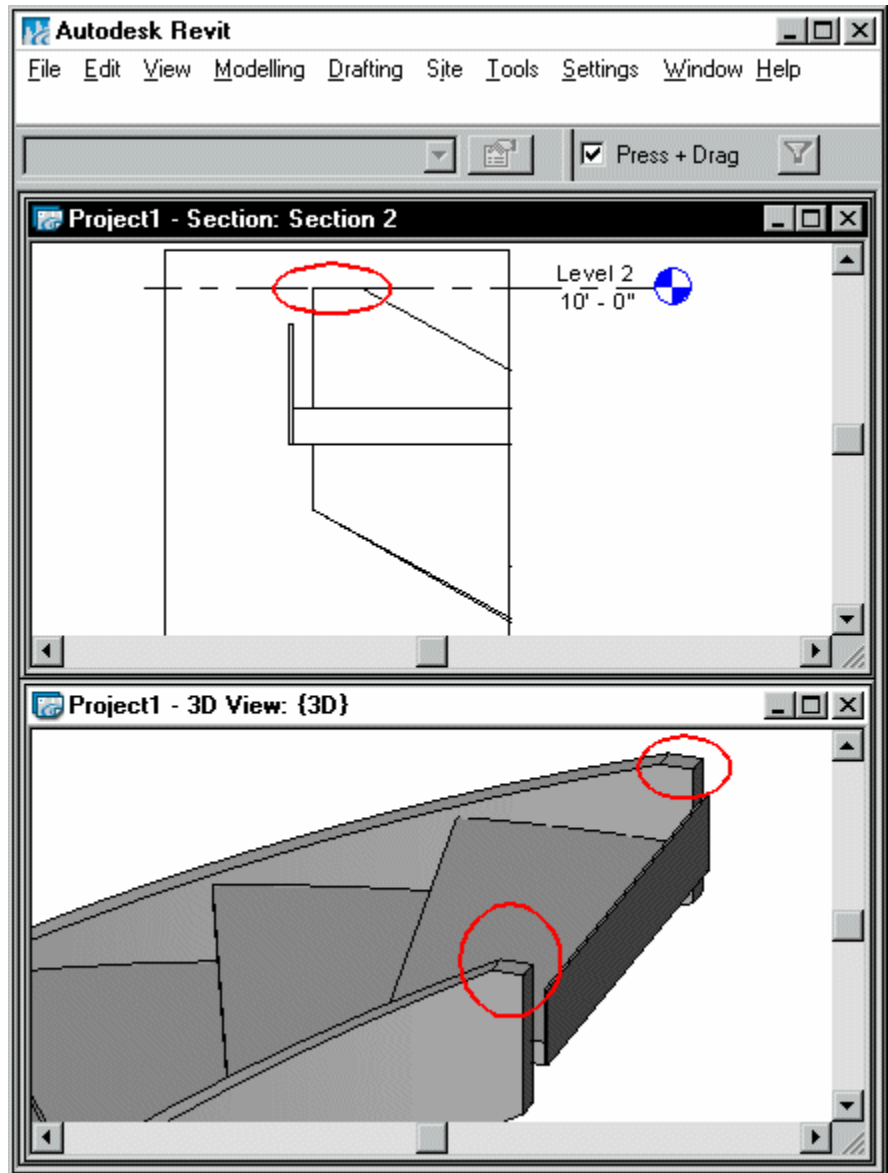 Autodesk Revit
File Edit View Modelling Drafting Site Tools Settings Window Help
Press + Drag
Project1 - Section: Section 2
Level 2
10' - 0"
Project1 - 3D View: {3D}